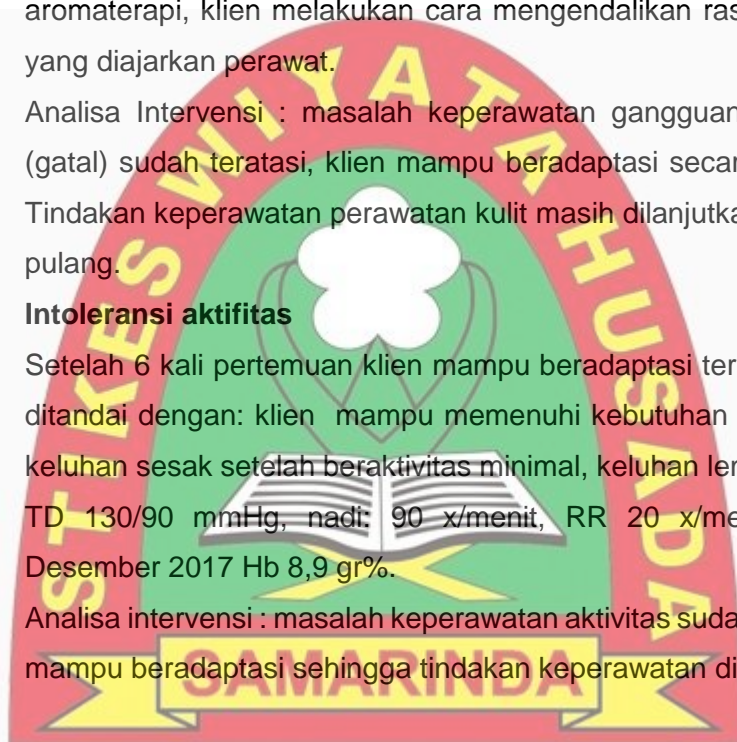 aromaterapi, klien melakukan cara mengendalikan ras
yang diajarkan perawat.
Analisa Intervensi : masalah keperawatan gangguan
(gatal) sudah teratasi, klien mampu beradaptasi secar
Tindakan keperawatan perawatan kulit masih dilanjutka
pulang.
Intoleransi aktifitas
Setelah 6 kali pertemuan klien mampu beradaptasi ter
ditandai dengan: klien mampu memenuhi kebutuhan
keluhan sesak setelah beraktivitas minimal, keluhan ler
TD 130/90 mmHg, nadi: 90 x/menit, RR 20 x/me
Desember 2017 Hb 8,9 gr%.
Analisa intervensi : masalah keperawatan aktivitas suda
mampu beradaptasi sehingga tindakan keperawatan di
STIKES WIYATA HUSADA
SAMARINDA